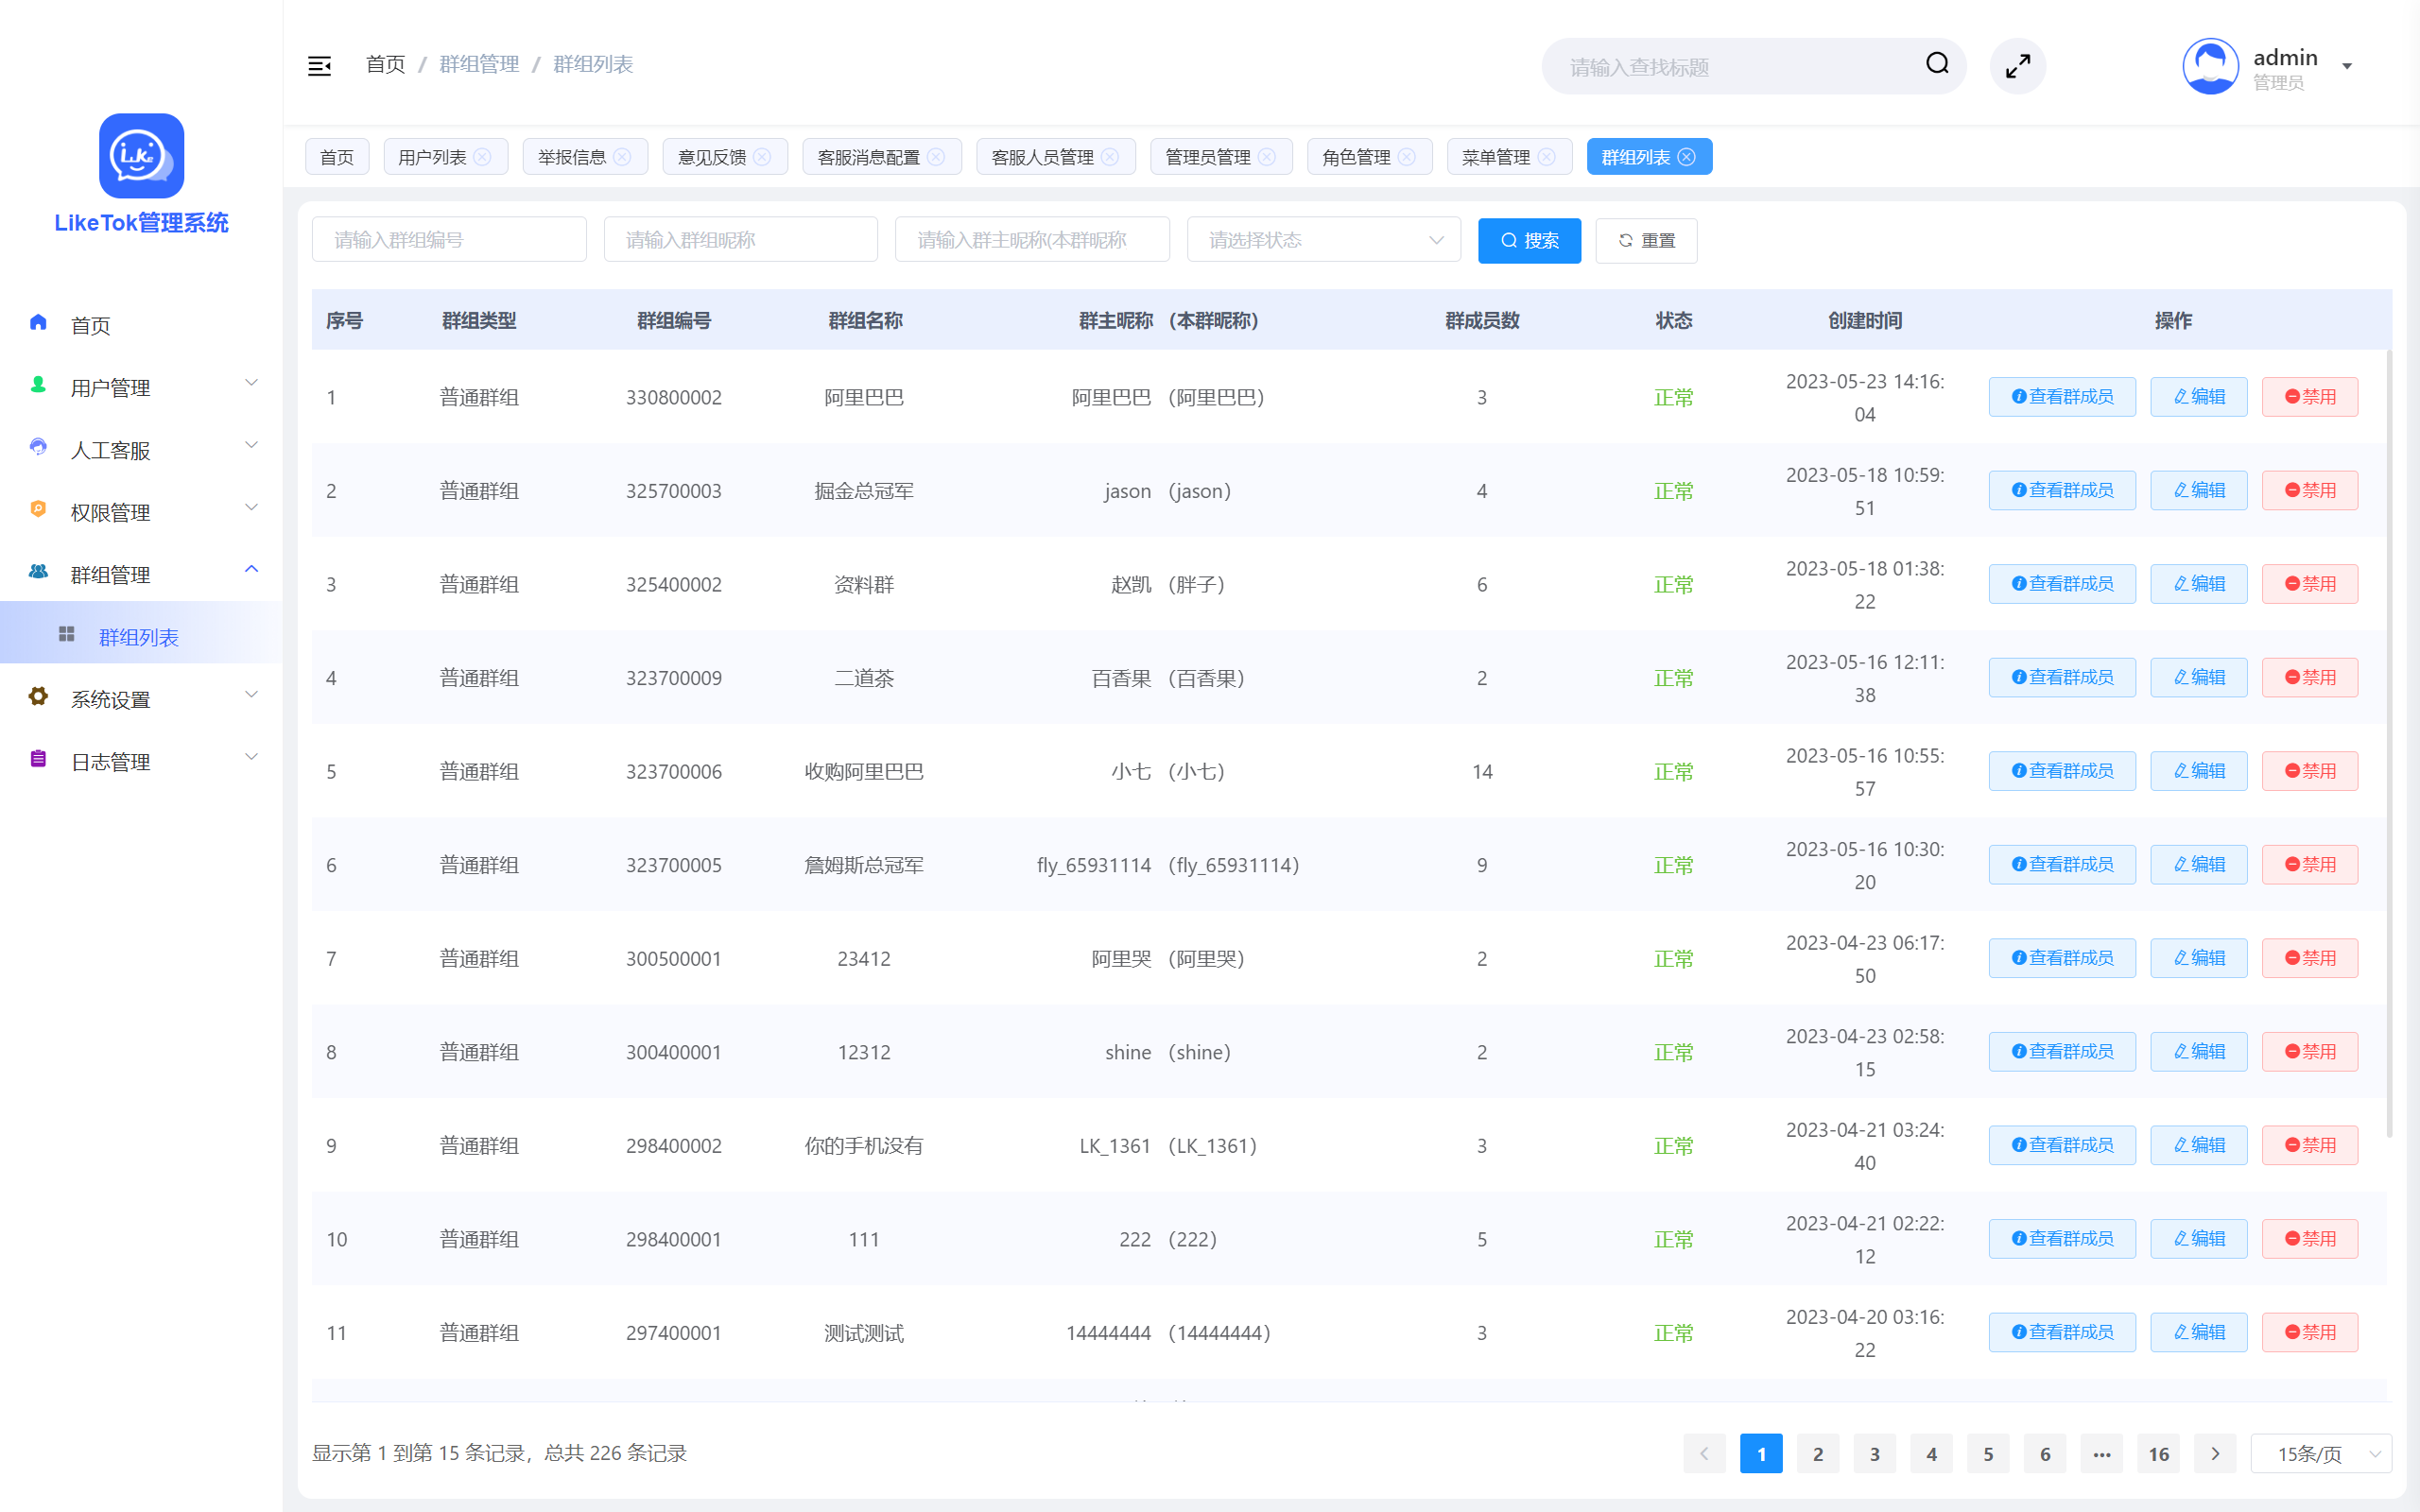 首页 / 群组管理 / 群组列表
请输入查找标题
admin
管理员
LikeTok管理系统
首页
用户管理
人工客服
权限管理
群组管理
群组列表
系统设置
日志管理
首页 用户列表 举报信息 意见反馈 客服消息配置 客服人员管理 管理员管理 角色管理 菜单管理 群组列表
请输入群组编号 请输入群组昵称 请输入群主昵称(本群昵称 请选择状态 搜索 重置
序号 群组类型 群组编号 群组名称 群主昵称 （本群昵称） 群成员数 状态 创建时间 操作
1 普通群组 330800002 阿里巴巴 阿里巴巴 （阿里巴巴） 3 正常 2023-05-23 14:16:
04 查看群成员 编辑 禁用
2 普通群组 325700003 掘金总冠军 jason （jason） 4 正常 2023-05-18 10:59:
51 查看群成员 编辑 禁用
3 普通群组 325400002 资料群 赵凯 （胖子） 6 正常 2023-05-18 01:38:
22 查看群成员 编辑 禁用
4 普通群组 323700009 二道茶 百香果 （百香果） 2 正常 2023-05-16 12:11:
38 查看群成员 编辑 禁用
5 普通群组 323700006 收购阿里巴巴 小七 （小七） 14 正常 2023-05-16 10:55:
57 查看群成员 编辑 禁用
6 普通群组 323700005 詹姆斯总冠军 fly_65931114 （fly_65931114） 9 正常 2023-05-16 10:30:
20 查看群成员 编辑 禁用
7 普通群组 300500001 23412 阿里哭 （阿里哭） 2 正常 2023-04-23 06:17:
50 查看群成员 编辑 禁用
8 普通群组 300400001 12312 shine （shine） 2 正常 2023-04-23 02:58:
15 查看群成员 编辑 禁用
9 普通群组 298400002 你的手机没有 LK_1361 （LK_1361） 3 正常 2023-04-21 03:24:
40 查看群成员 编辑 禁用
10 普通群组 298400001 111 222 （222） 5 正常 2023-04-21 02:22:
12 查看群成员 编辑 禁用
11 普通群组 297400001 测试测试 14444444 （14444444） 3 正常 2023-04-20 03:16:
22 查看群成员 编辑 禁用
显示第 1 到第 15 条记录，总共 226 条记录
1 2 3 4 5 6 ••• 16 15条/页